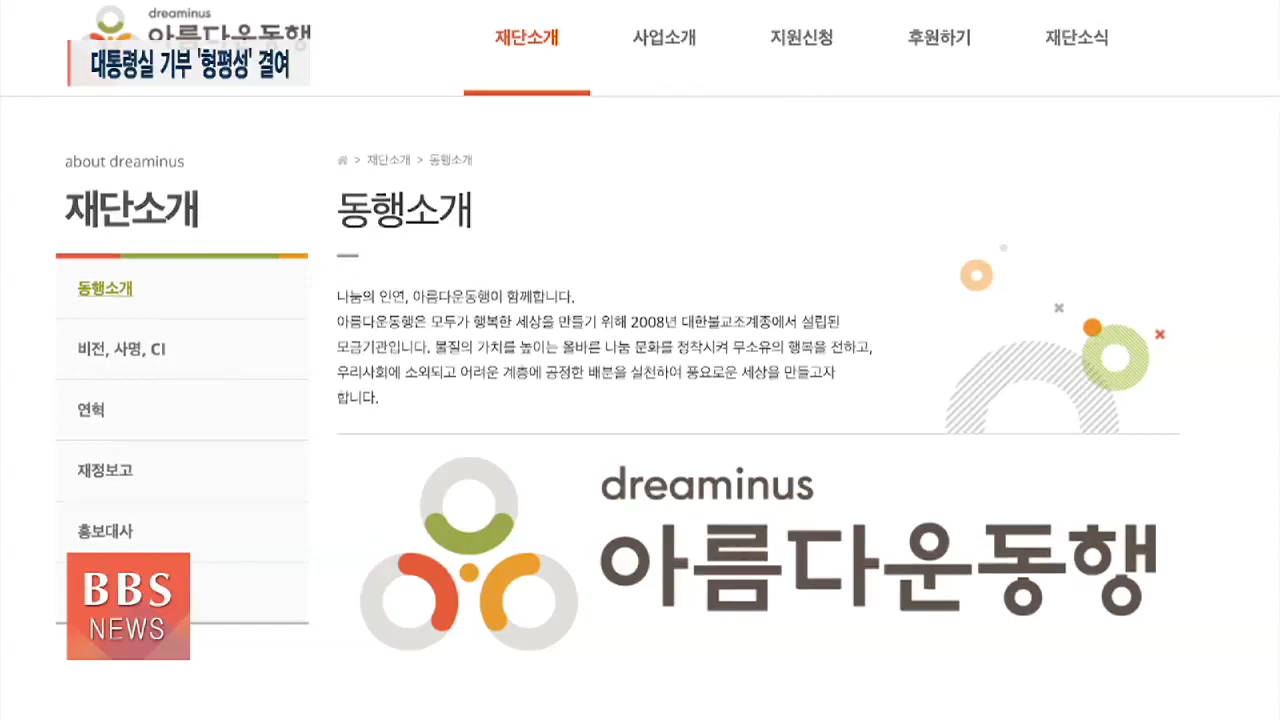 dreaminus
아름다운동행
대통령실 기부 '형평성' 결여
재단소개
사업소개
지원신청
후원하기
재단소식
about dreaminus
재단소개
동행소개
비전, 사명, CI
연혁
재정보고
홍보대사
> 재단소개 > 동행소개
동행소개
나눔의 인연, 아름다운동행이 함께합니다.
아름다운동행은 모두가 행복한 세상을 만들기 위해 2008년 대한불교조계종에서 설립된
모금기관입니다. 물질의 가치를 높이는 올바른 나눔 문화를 정착시켜 무소유의 행복을 전하고,
우리사회에 소외되고 어려운 계층에 공정한 배분을 실천하여 풍요로운 세상을 만들고자
합니다.
dreaminus
아름다운동행
BBS
NEWS